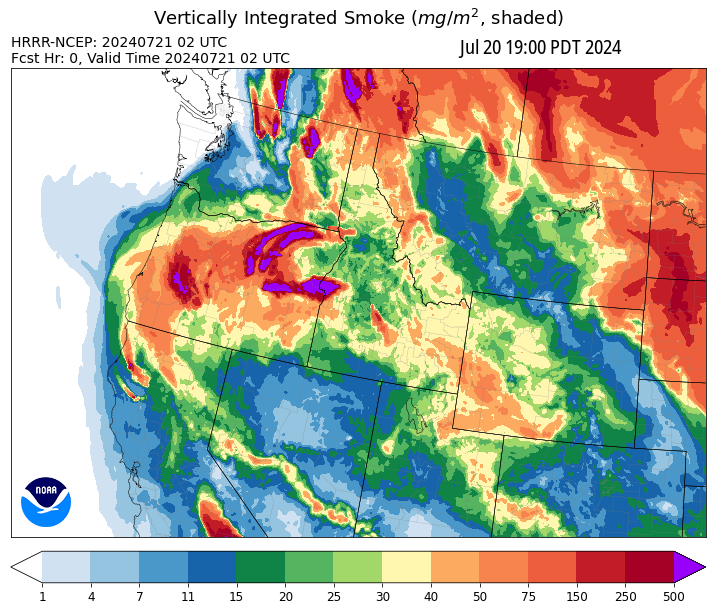 Vertically Integrated Smoke (mg/m², shaded)
HRRR-NCEP: 20240721 02 UTC
Jul 20 19:00 PDT 2024
Fcst Hr: 0, Valid Time 20240721 02 UTC
NOAA
1 4 7 11 15 20 25 30 40 50 75 150 250 500